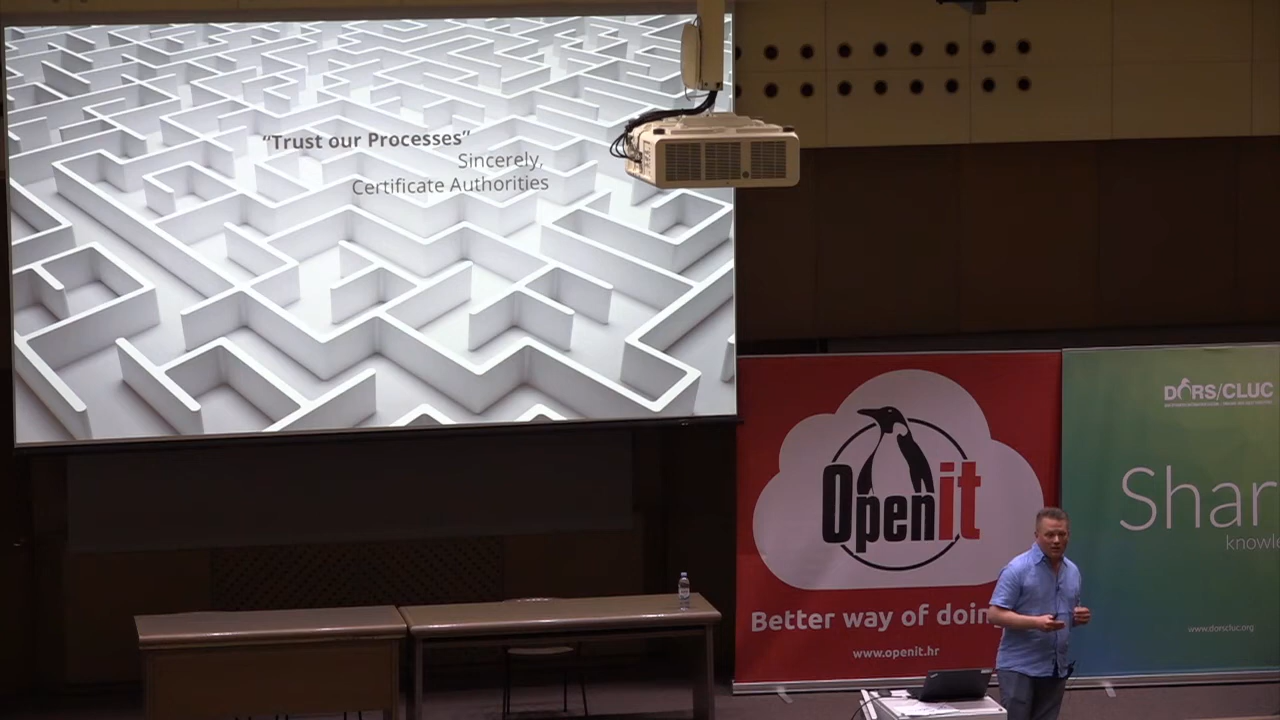 “Trust our Processes”
Sincerely,
Certificate Authorities
DORS/CLUC
Openit
Shar
knowle
Better way of doin
www.dorscluc.org
www.openit.hr